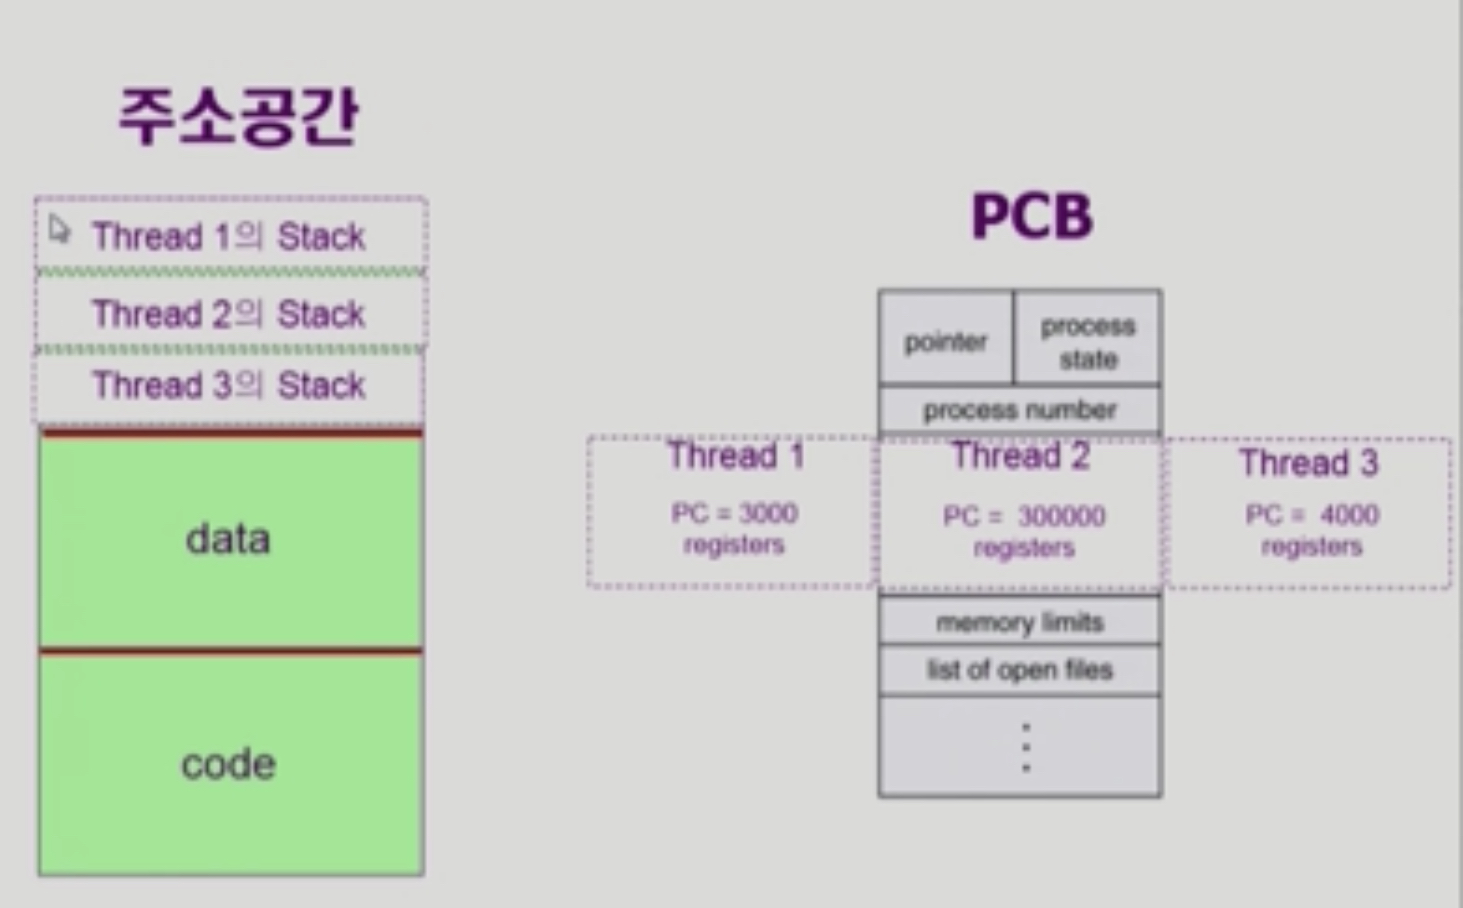 주소공간
Thread 1의 Stack
Thread 2의 Stack
Thread 3의 Stack
data
code
PCB
pointer
process
state
process number
Thread 1
PC = 3000
registers
Thread 2
PC = 300000
registers
Thread 3
PC = 4000
registers
memory limits
list of open files